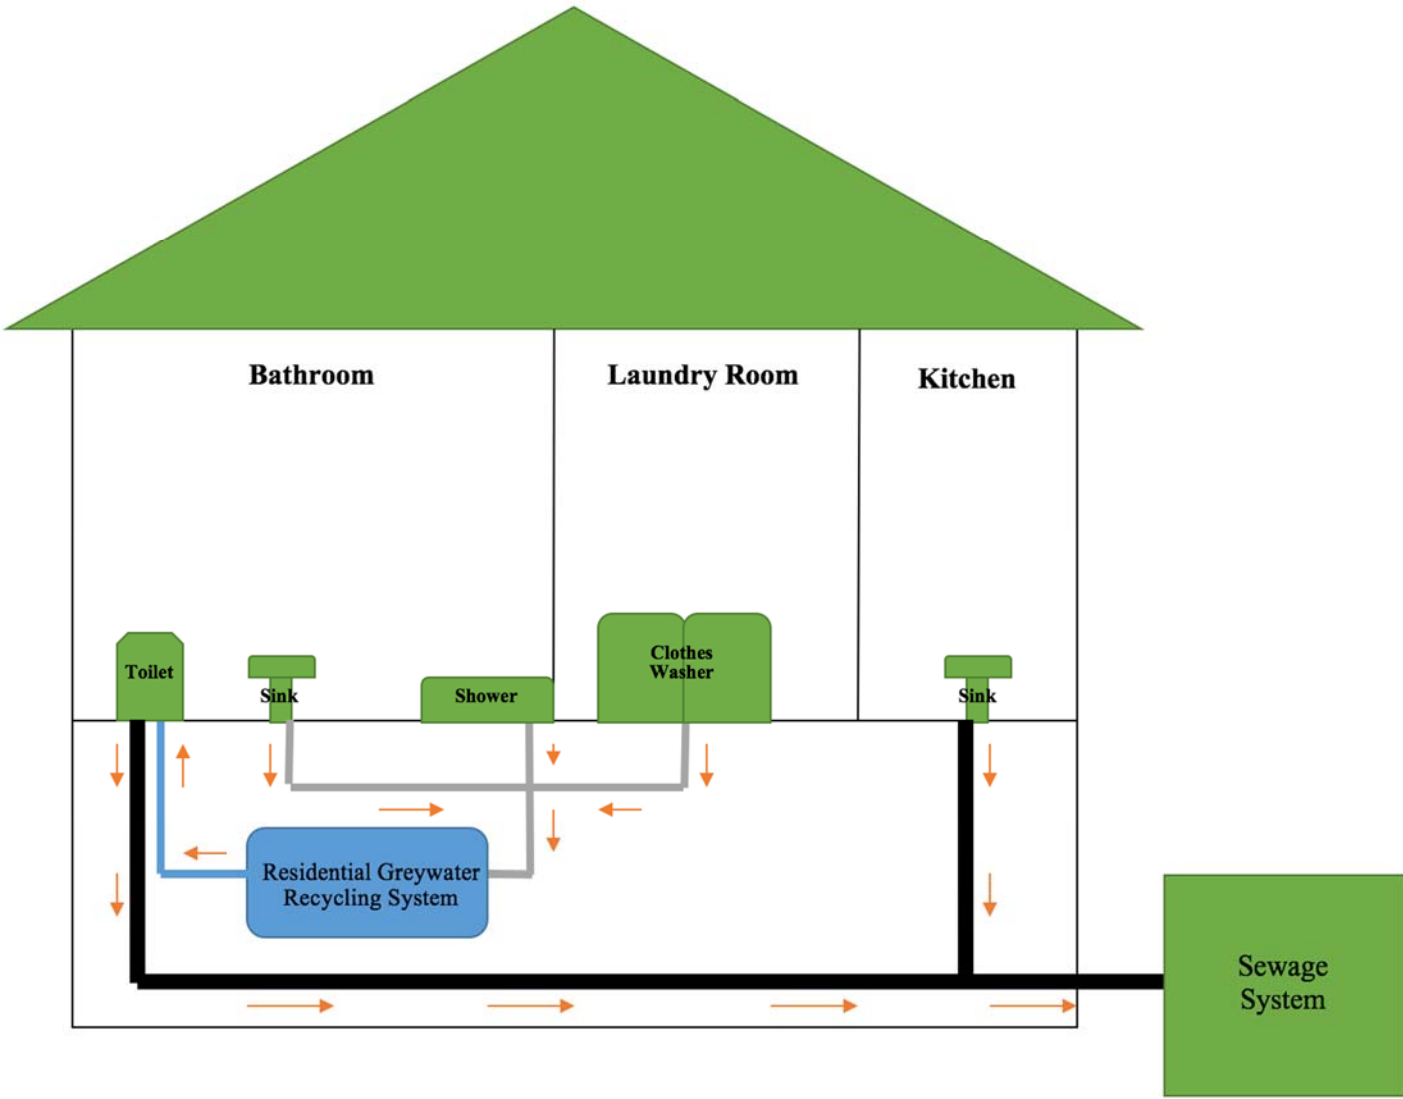 Bathroom
Laundry Room
Kitchen
Toilet
Sink
Shower
Clothes
Washer
Sink
Residential Greywater
Recycling System
Sewage
System